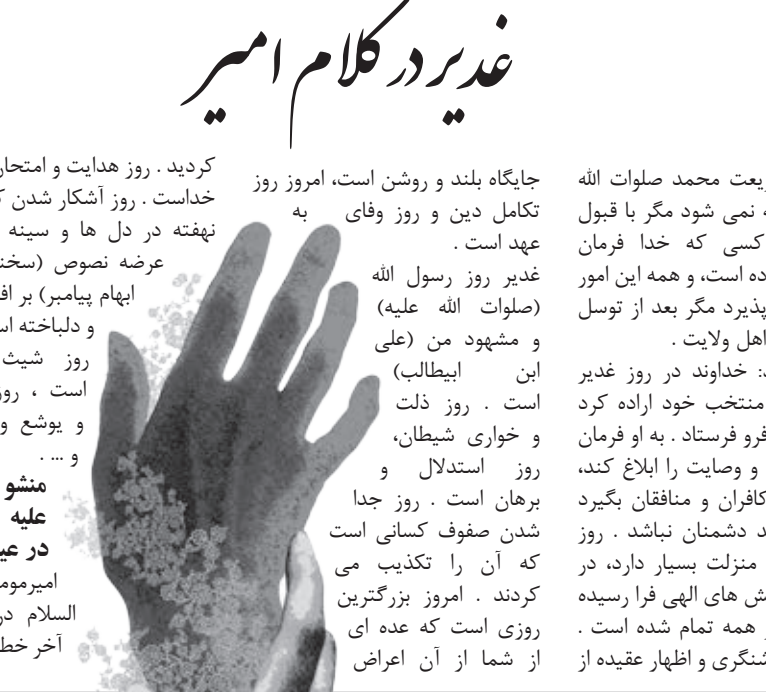 غدیر در کلام امیر
یعت محمد صلوات الله
ه نمی شود مگر با قبول
کسی که خدا فرمان
ده است، و همه این امور
پذیرد مگر بعد از توسل
اهل ولایت .
د: خداوند در روز غدیر
منتخب خود اراده کرد
فرو فرستاد . به او فرمان
و وصایت را ابلاغ کند،
کافران و منافقان بگیرد
د دشمنان نباشد . روز
منزلت بسیار دارد، در
ش های الهی فرا رسیده
همه تمام شده است .
شنگری و اظهار عقیده از
جایگاه بلند و روشن است، امروز روز
تکامل دین و روز وفای به
عهد است .
غدیر روز رسول الله
(صلوات الله علیه)
و مشهود من (علی
ابن ابیطالب)
است . روز ذلت
و خواری شیطان،
روز استدلال و
برهان است . روز جدا
شدن صفوف کسانی است
که آن را تکذیب می
کردند . امروز بزرگترین
روزی است که عده ای
از شما از آن اعراض
کردید . روز هدایت و امتحان
خداست . روز آشکار شدن ک
نهفته در دل ها و سینه
عرضه نصوص (سخن
ابهام پیامبر) بر اف
و دلباخته اس
روز شیث
است ، روز
و یوشع و
و ... .
منشو
علیه
در عی
امیرموم
السلام در
آخر خط